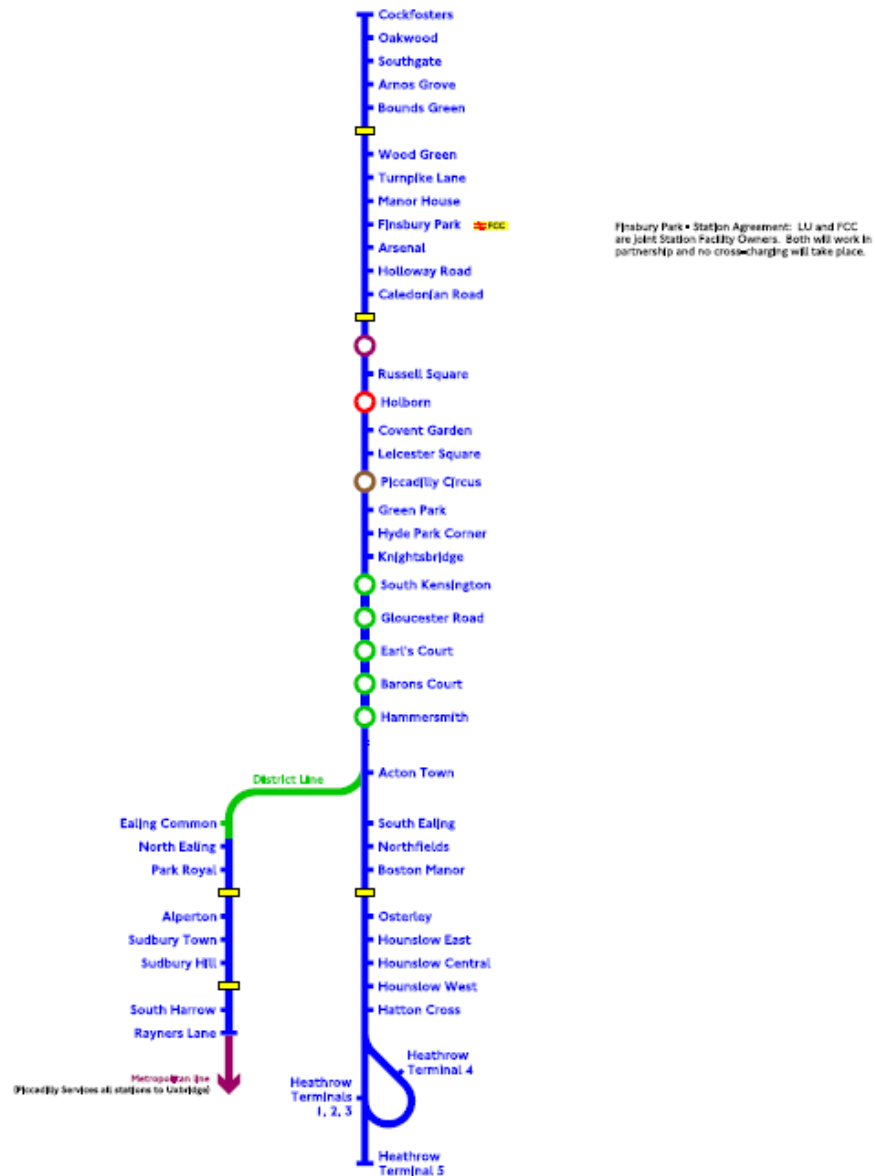 Cockfosters
Oakwood
Southgate
Arnos Grove
Bounds Green
Wood Green
Turnpike Lane
Manor House
Finsbury Park FCC
Arsenal
Holloway Road
Caledonian Road
Finsbury Park - Station Agreement: LU and FCC
are joint Station Facility Owners. Both will work in
partnership and no cross-charging will take place.
Russell Square
Holborn
Covent Garden
Leicester Square
Piccadilly Circus
Green Park
Hyde Park Corner
Knightsbridge
South Kensington
Gloucester Road
Earl's Court
Barons Court
Hammersmith
Acton Town
District Line
Ealing Common
North Ealing
Park Royal
Alperton
Sudbury Town
Sudbury Hill
South Harrow
Rayners Lane
Metropolitan line
(Piccadilly Services all stations to Uxbridge)
South Ealing
Northfields
Boston Manor
Osterley
Hounslow East
Hounslow Central
Hounslow West
Hatton Cross
Heathrow
Terminal 4
Heathrow
Terminals
1, 2, 3
Heathrow
Terminal 5